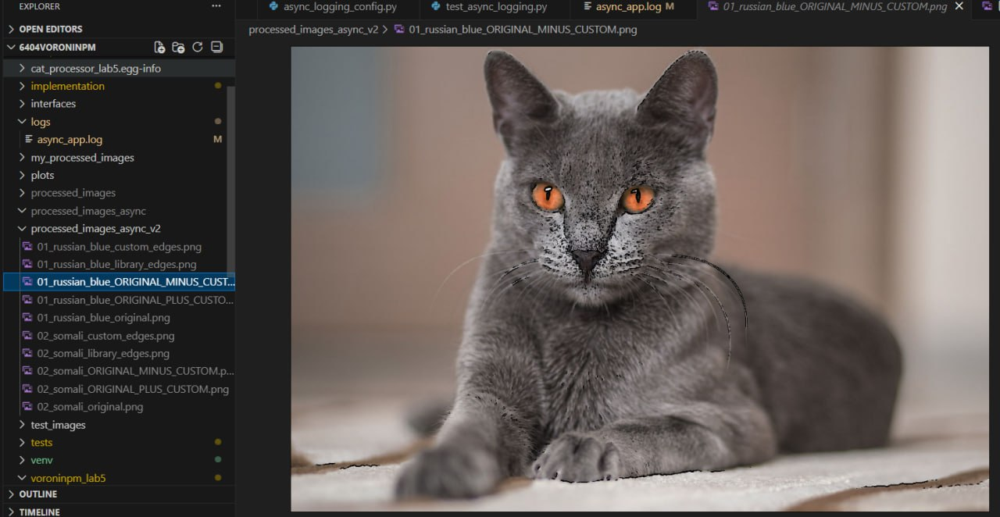 EXPLORER
···
async_logging_config.py
test_async_logging.py
async_app.log M
01_russian_blue_ORIGINAL_MINUS_CUSTOM.png
OPEN EDITORS
processed_images_async_v2 > 01_russian_blue_ORIGINAL_MINUS_CUSTOM.png
6404VORONINPM
cat_processor_lab5.egg-info
implementation
interfaces
logs
async_app.log M
my_processed_images
plots
processed_images
processed_images_async
processed_images_async_v2
01_russian_blue_custom_edges.png
01_russian_blue_library_edges.png
01_russian_blue_ORIGINAL_MINUS_CUST...
01_russian_blue_ORIGINAL_PLUS_CUSTO...
01_russian_blue_original.png
02_somali_custom_edges.png
02_somali_library_edges.png
02_somali_ORIGINAL_MINUS_CUSTOM.p...
02_somali_ORIGINAL_PLUS_CUSTOM.png
02_somali_original.png
test_images
tests
venv
voroninpm_lab5
OUTLINE
TIMELINE